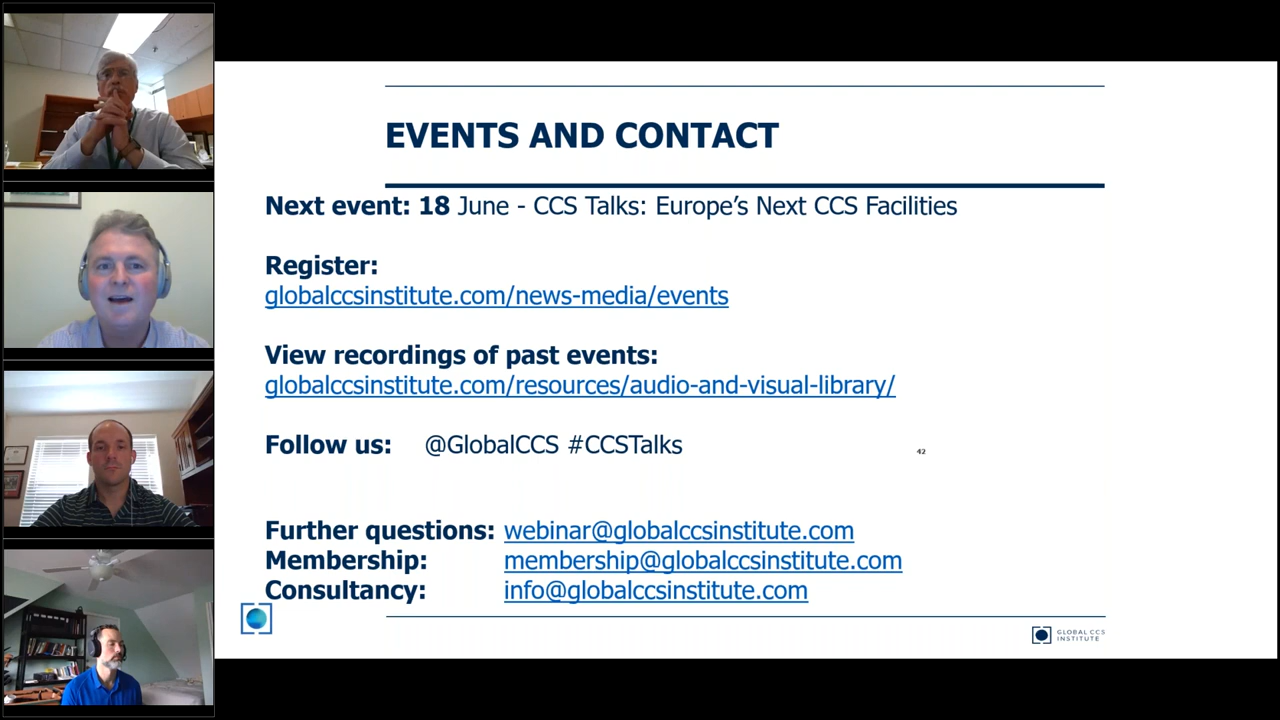 EVENTS AND CONTACT
Next event: 18 June - CCS Talks: Europe’s Next CCS Facilities
Register:
globalccsinstitute.com/news-media/events
View recordings of past events:
globalccsinstitute.com/resources/audio-and-visual-library/
Follow us: @GlobalCCS #CCSTalks
42
Further questions: webinar@globalccsinstitute.com
Membership: membership@globalccsinstitute.com
Consultancy: info@globalccsinstitute.com
GLOBAL CCS
INSTITUTE